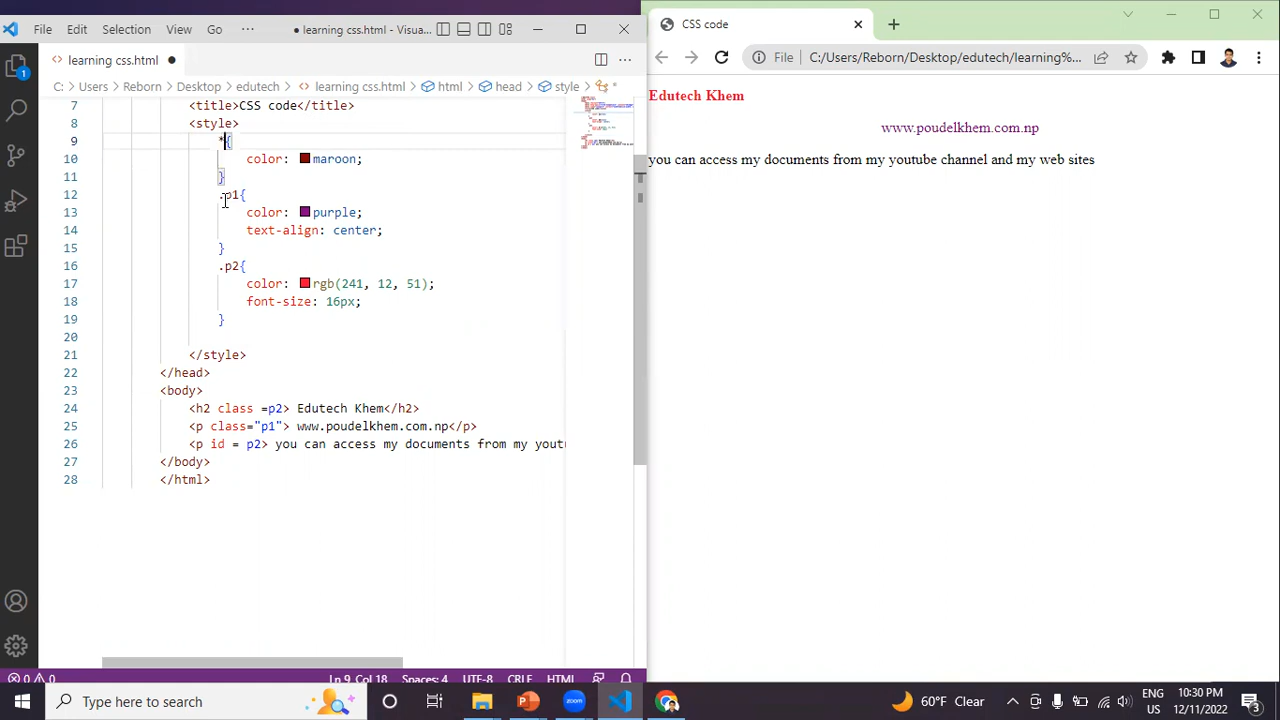 File Edit Selection View Go ··· ● learning css.html - Visua...
CSS code
learning css.html ●
File C:/Users/Reborn/Desktop/edutech/learning%...
C: > Users > Reborn > Desktop > edutech > learning css.html > html > head > style >
7 <title>CSS code</title>
8 <style>
9 *{
10 color: maroon;
11 }
12 .p1{
13 color: purple;
14 text-align: center;
15 }
16 .p2{
17 color: rgb(241, 12, 51);
18 font-size: 16px;
19 }
20
21 </style>
22 </head>
23 <body>
24 <h2 class =p2> Edutech Khem</h2>
25 <p class="p1"> www.poudelkhem.com.np</p>
26 <p id = p2> you can access my documents from my yout
27 </body>
28 </html>
Edutech Khem
www.poudelkhem.com.np
you can access my documents from my youtube channel and my web sites
1
0 0 Ln 9, Col 18 Spaces: 4 UTF-8 CRLF HTML
Type here to search
zoom
60°F Clear
ENG
US
10:30 PM
12/11/2022
3